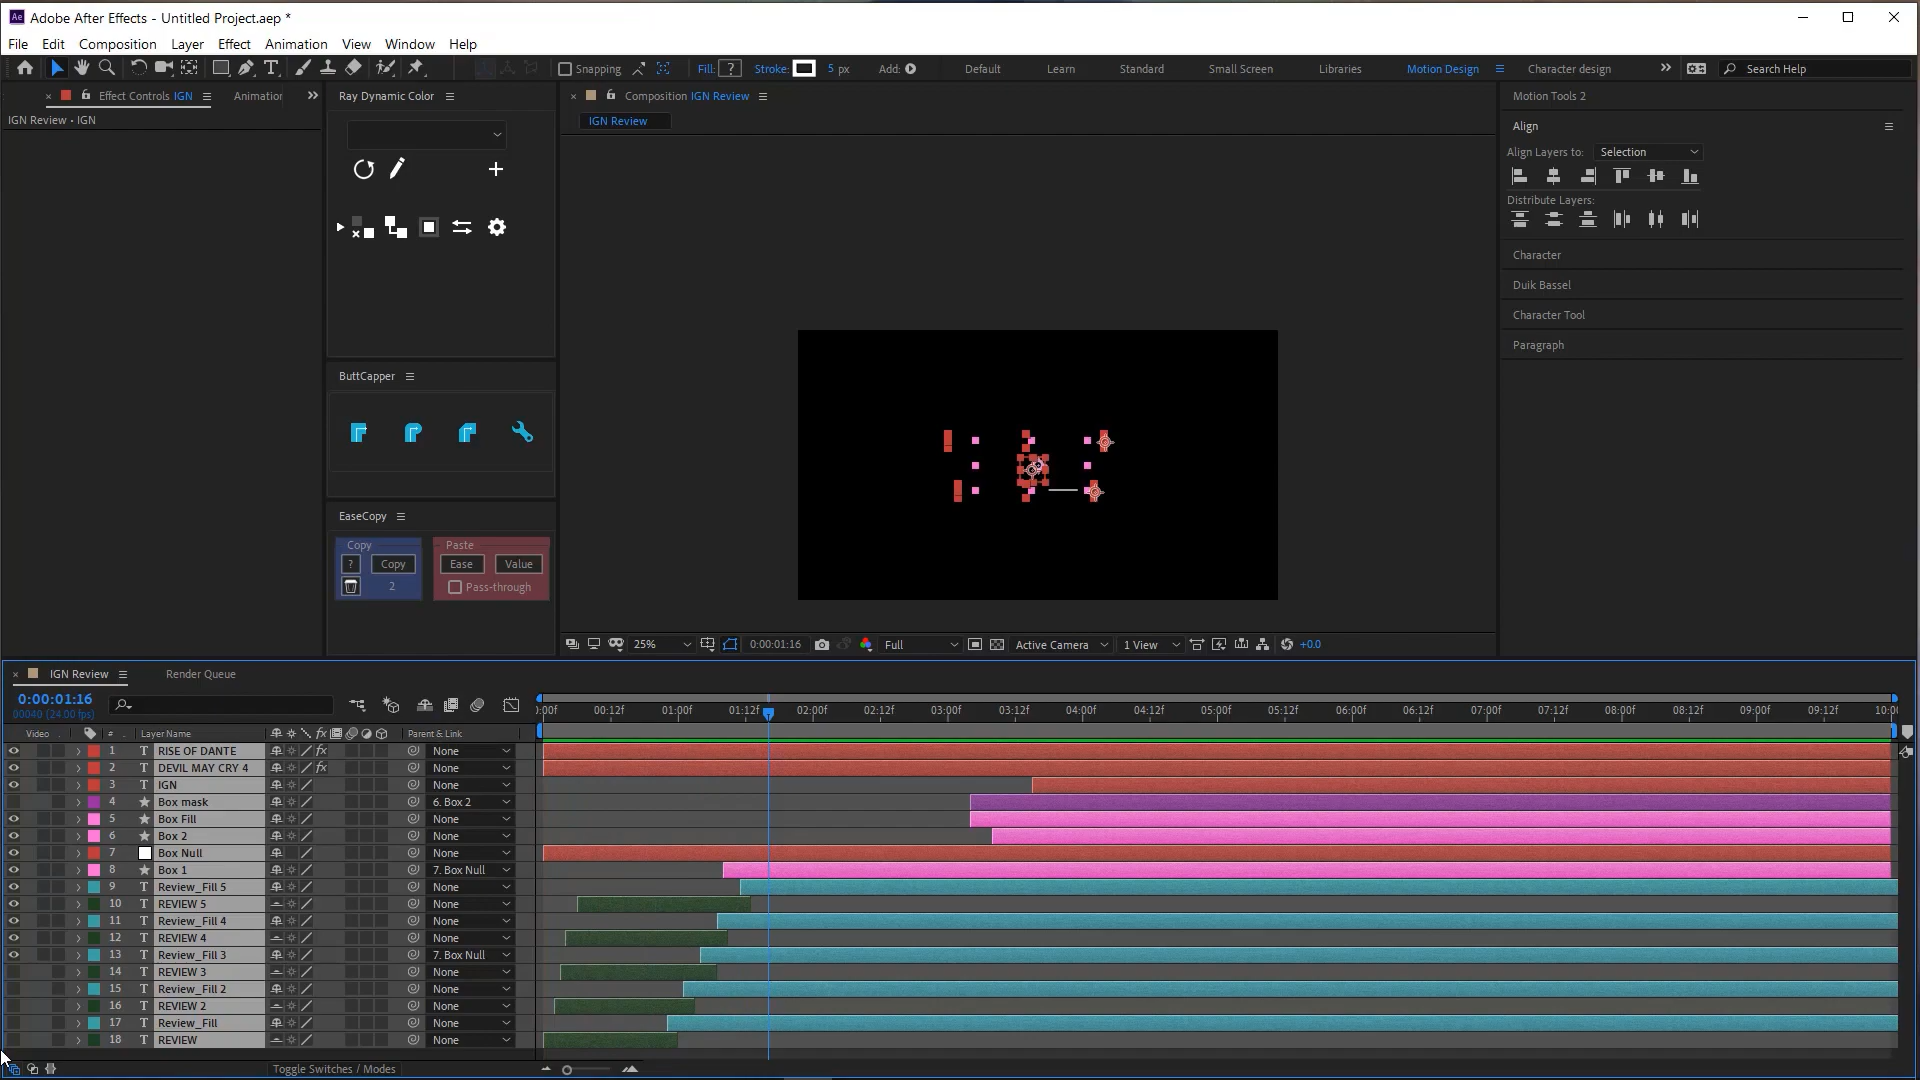 Adobe After Effects - Untitled Project.aep *
File Edit Composition Layer Effect Animation View Window Help
Snapping Fill: ? Stroke: 5 px Add: Default Learn Standard Small Screen Libraries Motion Design Character design Search Help
Effect Controls IGN Animation
IGN Review • IGN
Ray Dynamic Color
Composition IGN Review
IGN Review
Motion Tools 2
Align
Align Layers to: Selection
Distribute Layers:
Character
Duik Bassel
Character Tool
Paragraph
ButtCapper
EaseCopy
Copy Paste
? Copy Ease Value
2 Pass-through
25% 0:00:01:16 Full Active Camera 1 View +0.0
IGN Review Render Queue
0:00:01:16
00040 (24.00 fps)
:00f 00:12f 01:00f 01:12f 02:00f 02:12f 03:00f 03:12f 04:00f 04:12f 05:00f 05:12f 06:00f 06:12f 07:00f 07:12f 08:00f 08:12f 09:00f 09:12f 10:0
Video # Layer Name fx Parent & Link
1 T RISE OF DANTE fx None
2 T DEVIL MAY CRY 4 fx None
3 T IGN None
4 Box mask 6. Box 2
5 Box Fill None
6 Box 2 None
7 Box Null None
8 Box 1 7. Box Null
9 T Review_Fill 5 None
10 T REVIEW 5 None
11 T Review_Fill 4 None
12 T REVIEW 4 None
13 T Review_Fill 3 7. Box Null
14 T REVIEW 3 None
15 T Review_Fill 2 None
16 T REVIEW 2 None
17 T Review_Fill None
18 T REVIEW None
Toggle Switches / Modes